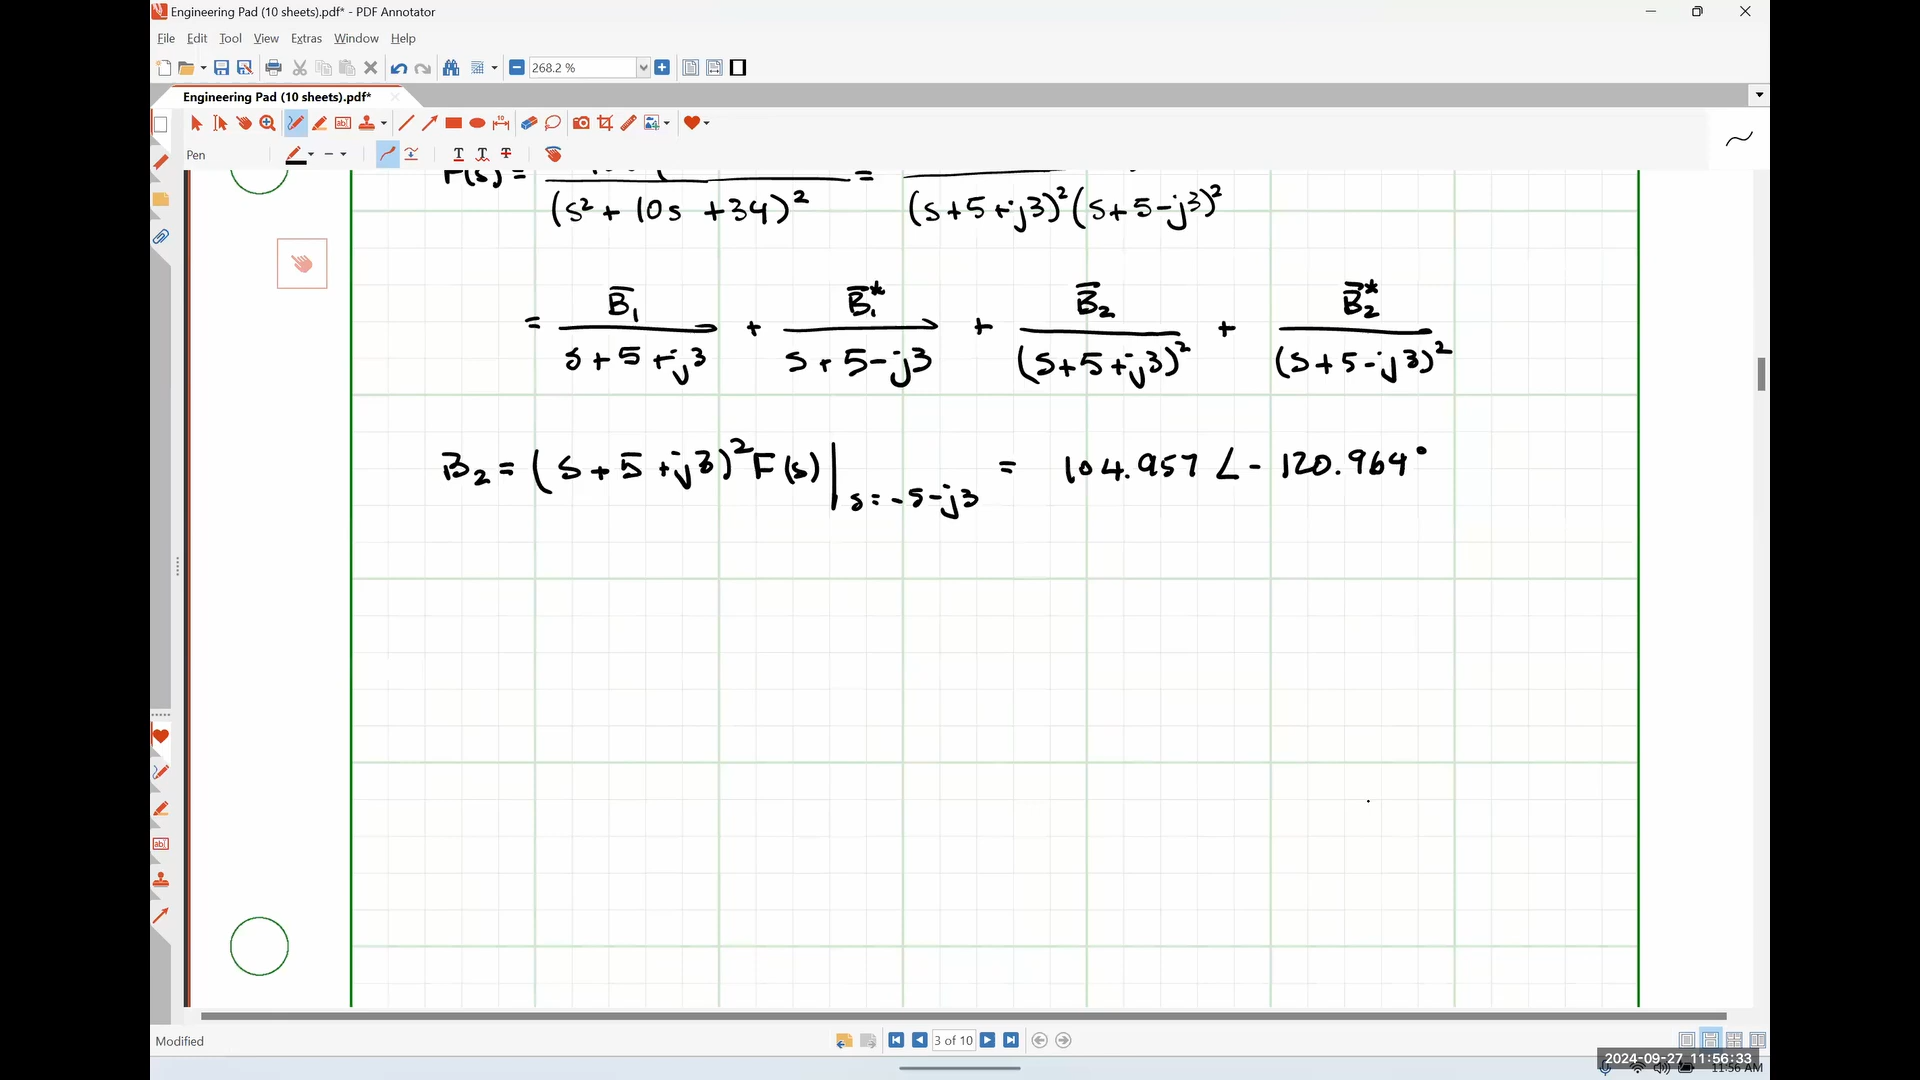 Engineering Pad (10 sheets).pdf* - PDF Annotator
File Edit Tool View Extras Window Help
268.2 %
Engineering Pad (10 sheets).pdf*
Pen
F(s) = =
(s² + 10s + 34)² (s+5+j3)²(s+5-j3)²
= B̅₁ / (s+5+j3) + B̅₁* / (s+5-j3) + B̅₂ / (s+5+j3)² + B̅₂* / (s+5-j3)²
B₂ = (s+5+j3)² F(s) |s=-5-j3 = 104.957 ∠ -120.964°
Modified
3 of 10
2024-09-27 11:56:33
11:56 AM